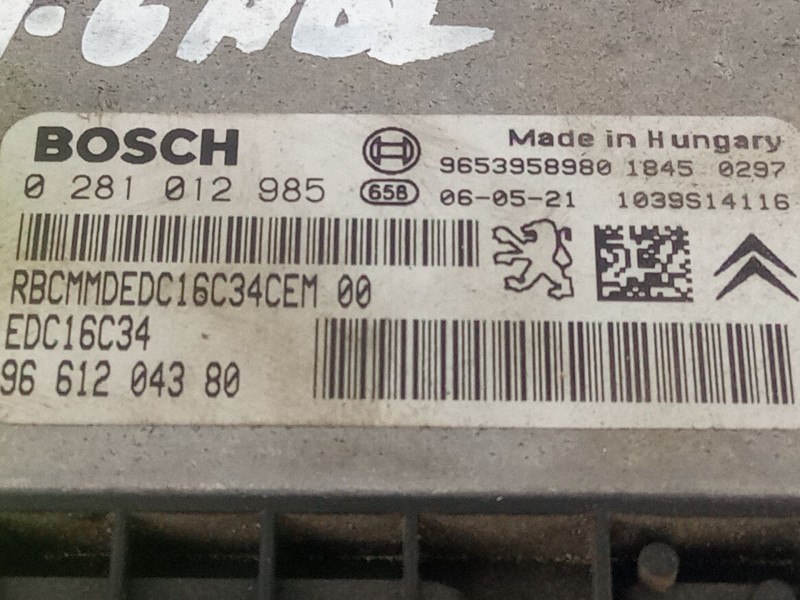 BOSCH
Made in Hungary
9653958980 1845 0297
0 281 012 985
658
06-05-21 1039S14116
RBCMMDEDC16C34CEM 00
EDC16C34
96 612 043 80